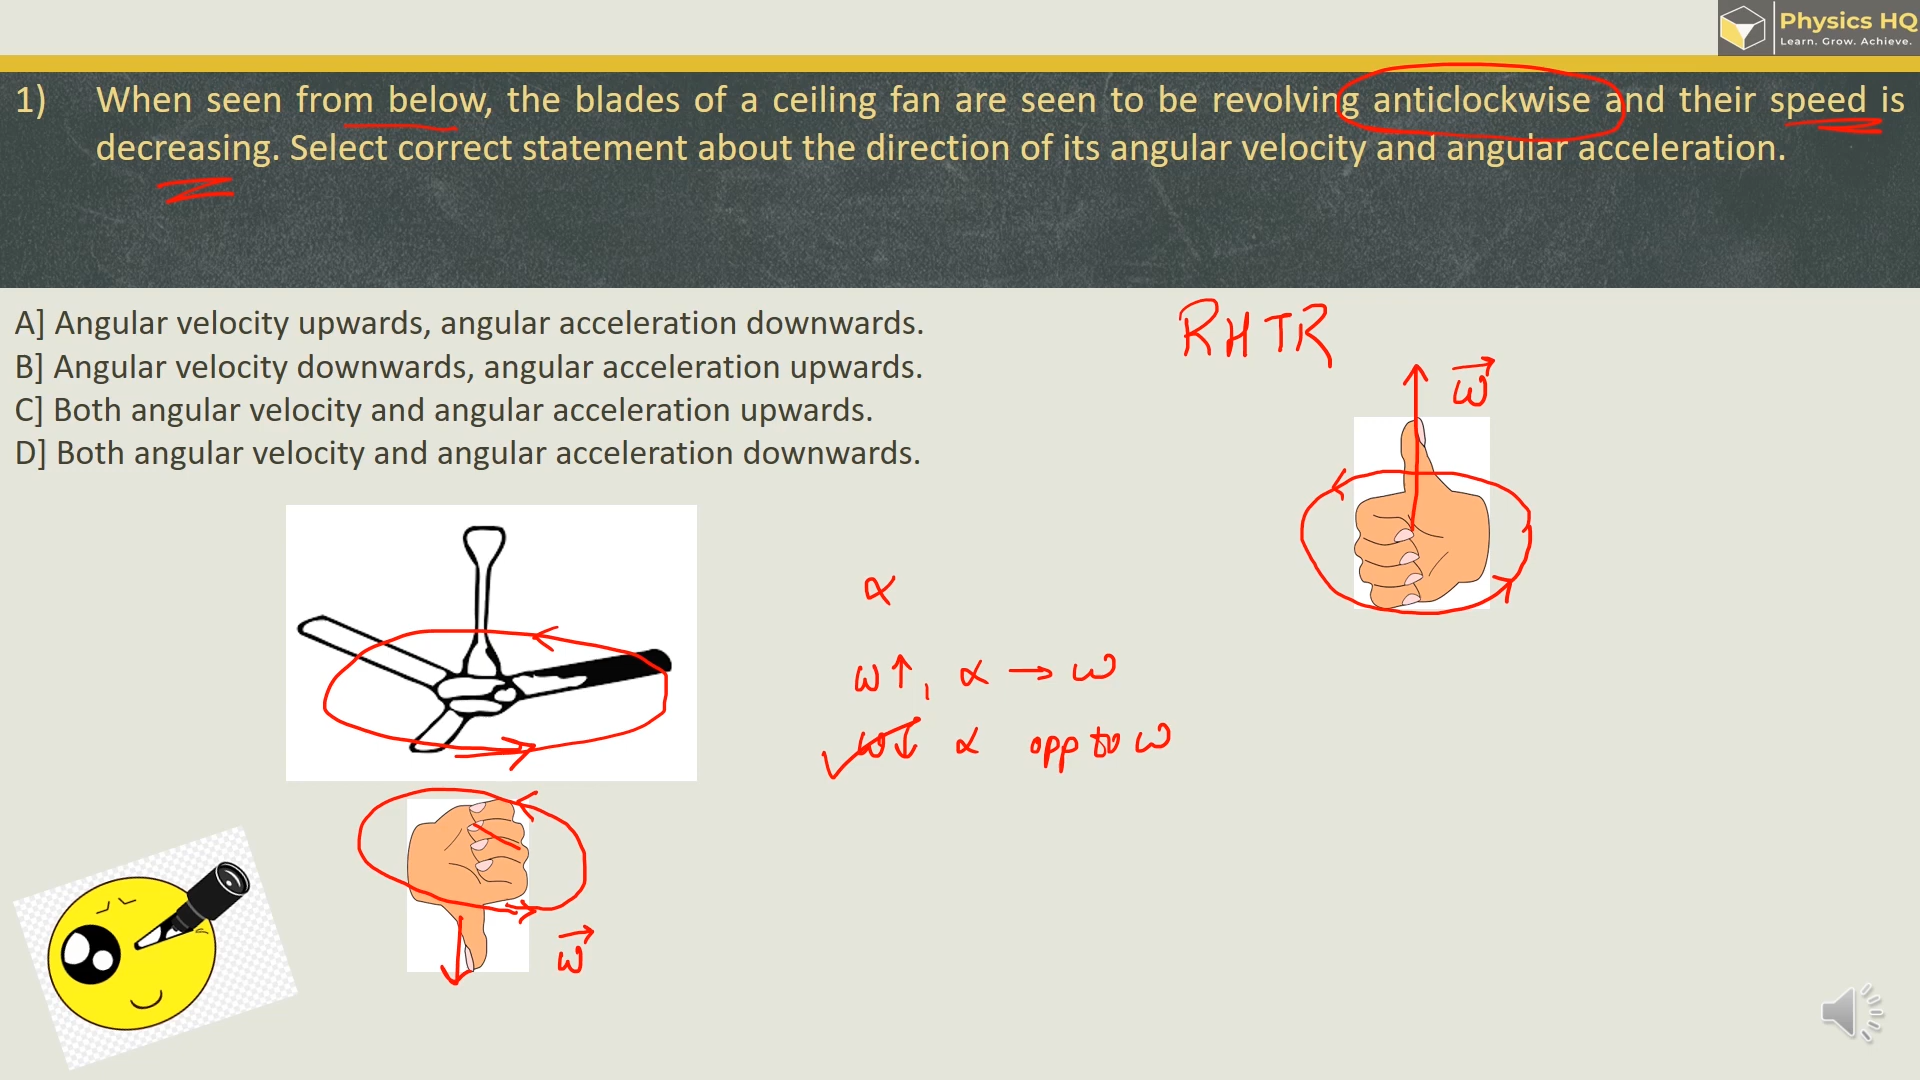 Physics HQ
Learn. Grow. Achieve.
1) When seen from below, the blades of a ceiling fan are seen to be revolving anticlockwise and their speed is
decreasing. Select correct statement about the direction of its angular velocity and angular acceleration.
A] Angular velocity upwards, angular acceleration downwards.
B] Angular velocity downwards, angular acceleration upwards.
C] Both angular velocity and angular acceleration upwards.
D] Both angular velocity and angular acceleration downwards.
RHTR
ω⃗
α
ω↑, α → ω
ω↓ α opp to ω
ω⃗